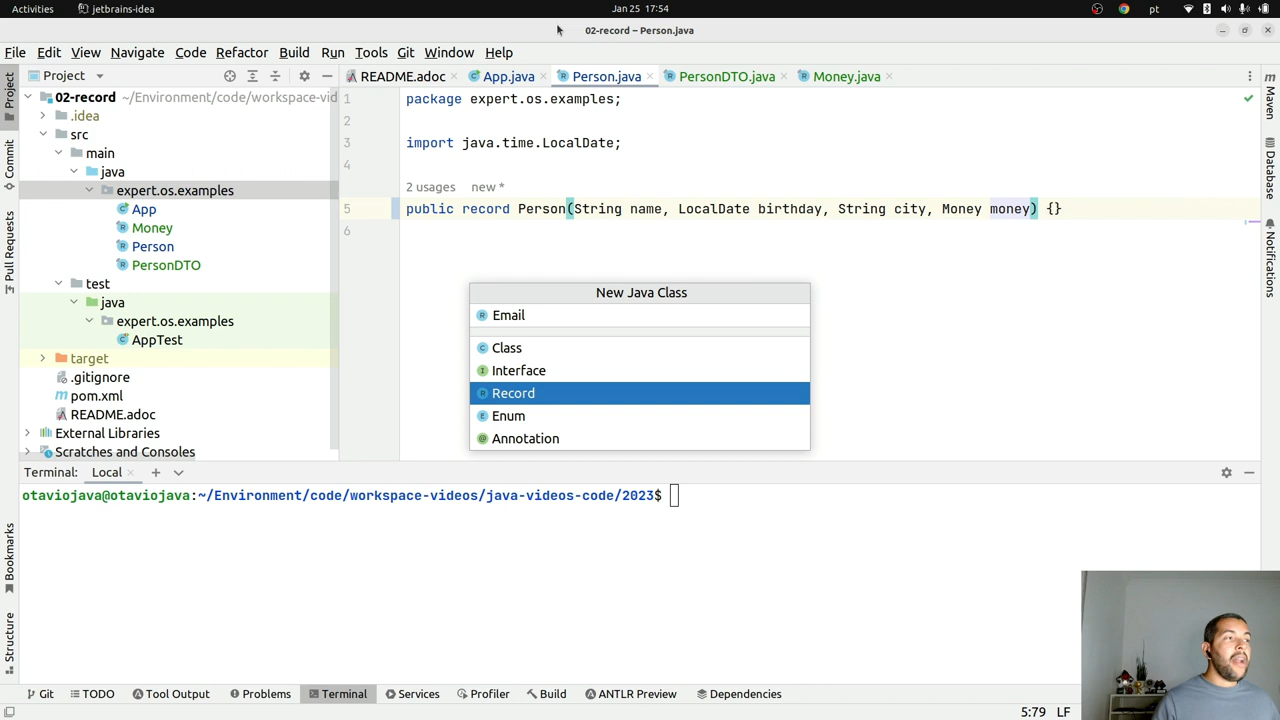 Activities jetbrains-idea Jan 25 17:54 pt
02-record – Person.java
File Edit View Navigate Code Refactor Build Run Tools Git Window Help
Project README.adoc App.java Person.java PersonDTO.java Money.java
02-record ~/Environment/code/workspace-vid
.idea
src
main
java
expert.os.examples
App
Money
Person
PersonDTO
test
java
expert.os.examples
AppTest
target
.gitignore
pom.xml
README.adoc
External Libraries
Scratches and Consoles
1 package expert.os.examples;
2
3 import java.time.LocalDate;
4
2 usages new *
5 public record Person(String name, LocalDate birthday, String city, Money money) {}
6
New Java Class
Email
Class
Interface
Record
Enum
Annotation
Project
Commit
Pull Requests
Bookmarks
Structure
Maven
Database
Notifications
Terminal: Local
otaviojava@otaviojava:~/Environment/code/workspace-videos/java-videos-code/2023$
Git TODO Tool Output Problems Terminal Services Profiler Build ANTLR Preview Dependencies
5:79 LF